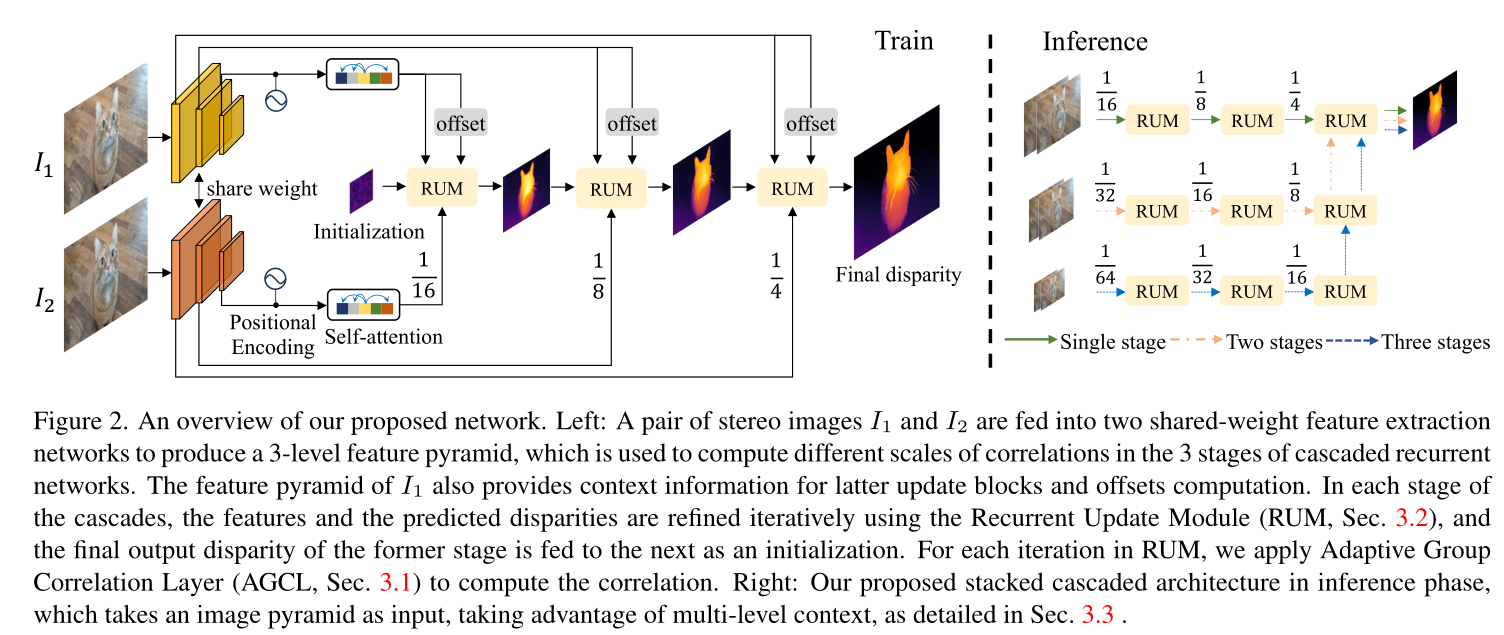 Train
Inference
I1
I2
share weight
offset
offset
offset
RUM
RUM
RUM
Initialization
1/16
1/8
1/4
Final disparity
Positional
Encoding
Self-attention
1/16 RUM 1/8 RUM 1/4 RUM
1/32 RUM 1/16 RUM 1/8 RUM
1/64 RUM 1/32 RUM 1/16 RUM
Single stage Two stages Three stages
Figure 2. An overview of our proposed network. Left: A pair of stereo images I1 and I2 are fed into two shared-weight feature extraction
networks to produce a 3-level feature pyramid, which is used to compute different scales of correlations in the 3 stages of cascaded recurrent
networks. The feature pyramid of I1 also provides context information for latter update blocks and offsets computation. In each stage of
the cascades, the features and the predicted disparities are refined iteratively using the Recurrent Update Module (RUM, Sec. 3.2), and
the final output disparity of the former stage is fed to the next as an initialization. For each iteration in RUM, we apply Adaptive Group
Correlation Layer (AGCL, Sec. 3.1) to compute the correlation. Right: Our proposed stacked cascaded architecture in inference phase,
which takes an image pyramid as input, taking advantage of multi-level context, as detailed in Sec. 3.3 .